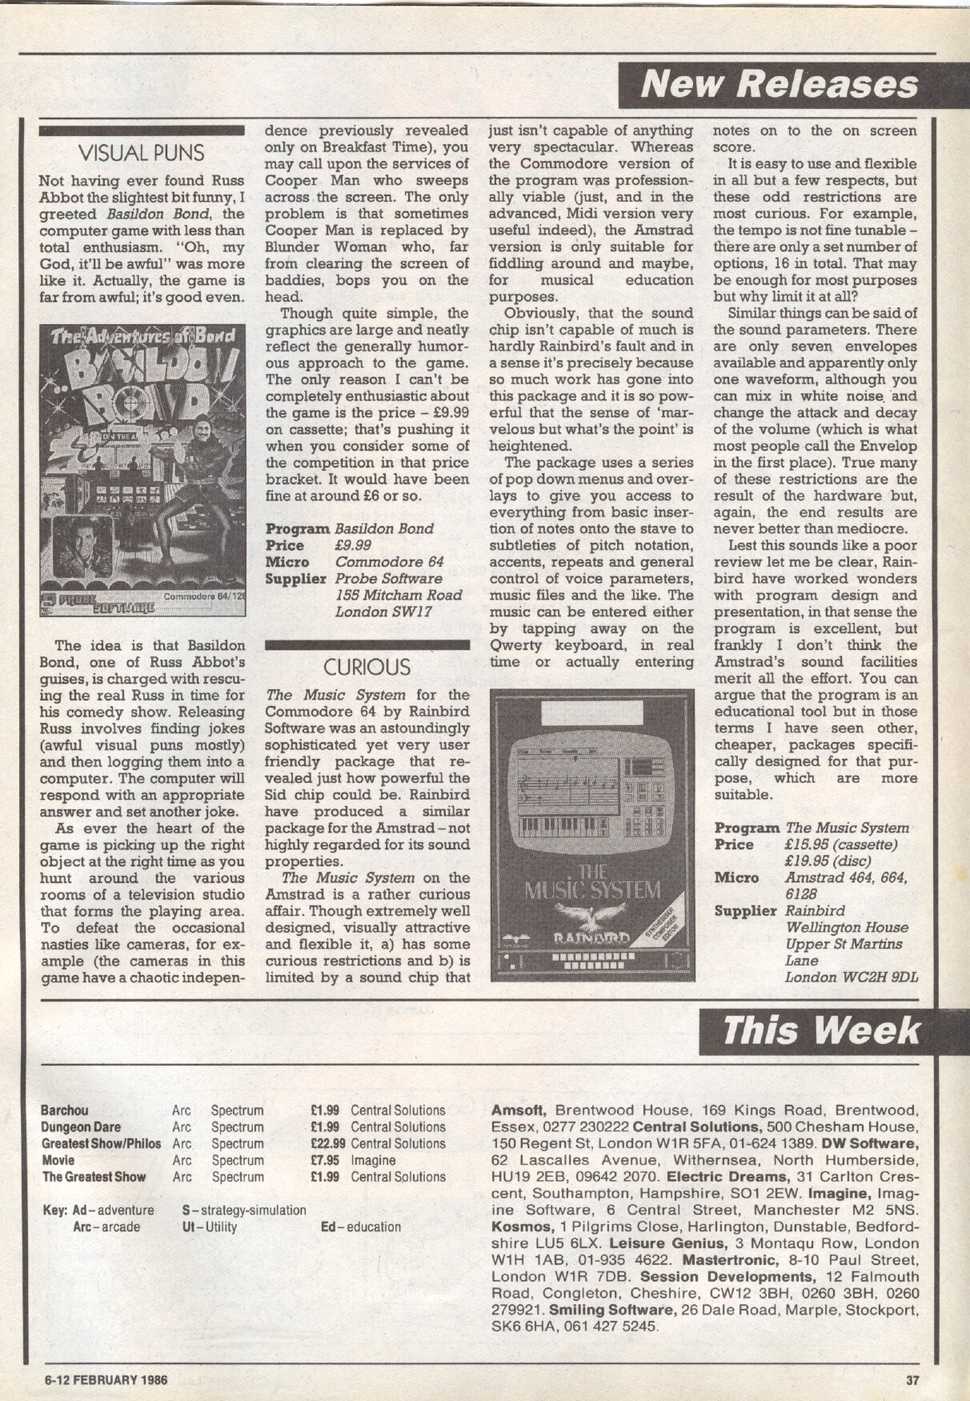 New Releases
VISUAL PUNS
Not having ever found Russ
Abbot the slightest bit funny, I
greeted Basildon Bond, the
computer game with less than
total enthusiasm. "Oh, my
God, it'll be awful" was more
like it. Actually, the game is
far from awful; it's good even.
The Adventures of Bond
BASILDON
BOND
ON THE AIR
PROBE
SOFTWARE
Commodore 64/128
The idea is that Basildon
Bond, one of Russ Abbot's
guises, is charged with rescu-
ing the real Russ in time for
his comedy show. Releasing
Russ involves finding jokes
(awful visual puns mostly)
and then logging them into a
computer. The computer will
respond with an appropriate
answer and set another joke.
As ever the heart of the
game is picking up the right
object at the right time as you
hunt around the various
rooms of a television studio
that forms the playing area.
To defeat the occasional
nasties like cameras, for ex-
ample (the cameras in this
game have a chaotic indepen-
dence previously revealed
only on Breakfast Time), you
may call upon the services of
Cooper Man who sweeps
across the screen. The only
problem is that sometimes
Cooper Man is replaced by
Blunder Woman who, far
from clearing the screen of
baddies, bops you on the
head.
Though quite simple, the
graphics are large and neatly
reflect the generally humor-
ous approach to the game.
The only reason I can't be
completely enthusiastic about
the game is the price – £9.99
on cassette; that's pushing it
when you consider some of
the competition in that price
bracket. It would have been
fine at around £6 or so.
Program Basildon Bond
Price £9.99
Micro Commodore 64
Supplier Probe Software
155 Mitcham Road
London SW17
CURIOUS
The Music System for the
Commodore 64 by Rainbird
Software was an astoundingly
sophisticated yet very user
friendly package that re-
vealed just how powerful the
Sid chip could be. Rainbird
have produced a similar
package for the Amstrad – not
highly regarded for its sound
properties.
The Music System on the
Amstrad is a rather curious
affair. Though extremely well
designed, visually attractive
and flexible it, a) has some
curious restrictions and b) is
limited by a sound chip that
just isn't capable of anything
very spectacular. Whereas
the Commodore version of
the program was profession-
ally viable (just, and in the
advanced, Midi version very
useful indeed), the Amstrad
version is only suitable for
fiddling around and maybe,
for musical education
purposes.
Obviously, that the sound
chip isn't capable of much is
hardly Rainbird's fault and in
a sense it's precisely because
so much work has gone into
this package and it is so pow-
erful that the sense of 'mar-
velous but what's the point' is
heightened.
The package uses a series
of pop down menus and over-
lays to give you access to
everything from basic inser-
tion of notes onto the stave to
subtleties of pitch notation,
accents, repeats and general
control of voice parameters,
music files and the like. The
music can be entered either
by tapping away on the
Qwerty keyboard, in real
time or actually entering
THE
MUSIC SYSTEM
RAINBIRD
notes on to the on screen
score.
It is easy to use and flexible
in all but a few respects, but
these odd restrictions are
most curious. For example,
the tempo is not fine tunable –
there are only a set number of
options, 16 in total. That may
be enough for most purposes
but why limit it at all?
Similar things can be said of
the sound parameters. There
are only seven envelopes
available and apparently only
one waveform, although you
can mix in white noise and
change the attack and decay
of the volume (which is what
most people call the Envelop
in the first place). True many
of these restrictions are the
result of the hardware but,
again, the end results are
never better than mediocre.
Lest this sounds like a poor
review let me be clear, Rain-
bird have worked wonders
with program design and
presentation, in that sense the
program is excellent, but
frankly I don't think the
Amstrad's sound facilities
merit all the effort. You can
argue that the program is an
educational tool but in those
terms I have seen other,
cheaper, packages specifi-
cally designed for that pur-
pose, which are more
suitable.
Program The Music System
Price £15.95 (cassette)
£19.95 (disc)
Micro Amstrad 464, 664,
6128
Supplier Rainbird
Wellington House
Upper St Martins
Lane
London WC2H 9DL
This Week
Barchou Arc Spectrum £1.99 Central Solutions
Dungeon Dare Arc Spectrum £1.99 Central Solutions
Greatest Show/Philos Arc Spectrum £22.99 Central Solutions
Movie Arc Spectrum £7.95 Imagine
The Greatest Show Arc Spectrum £1.99 Central Solutions
Key: Ad – adventure S – strategy-simulation
Arc – arcade Ut – Utility Ed – education
Amsoft, Brentwood House, 169 Kings Road, Brentwood,
Essex, 0277 230222 Central Solutions, 500 Chesham House,
150 Regent St, London W1R 5FA, 01-624 1389. DW Software,
62 Lascalles Avenue, Withernsea, North Humberside,
HU19 2EB, 09642 2070. Electric Dreams, 31 Carlton Cres-
cent, Southampton, Hampshire, SO1 2EW. Imagine, Imag-
ine Software, 6 Central Street, Manchester M2 5NS.
Kosmos, 1 Pilgrims Close, Harlington, Dunstable, Bedford-
shire LU5 6LX. Leisure Genius, 3 Montaqu Row, London
W1H 1AB, 01-935 4622. Mastertronic, 8-10 Paul Street,
London W1R 7DB. Session Developments, 12 Falmouth
Road, Congleton, Cheshire, CW12 3BH, 0260 3BH, 0260
279921. Smiling Software, 26 Dale Road, Marple, Stockport,
SK6 6HA, 061 427 5245.
6-12 FEBRUARY 1986
37